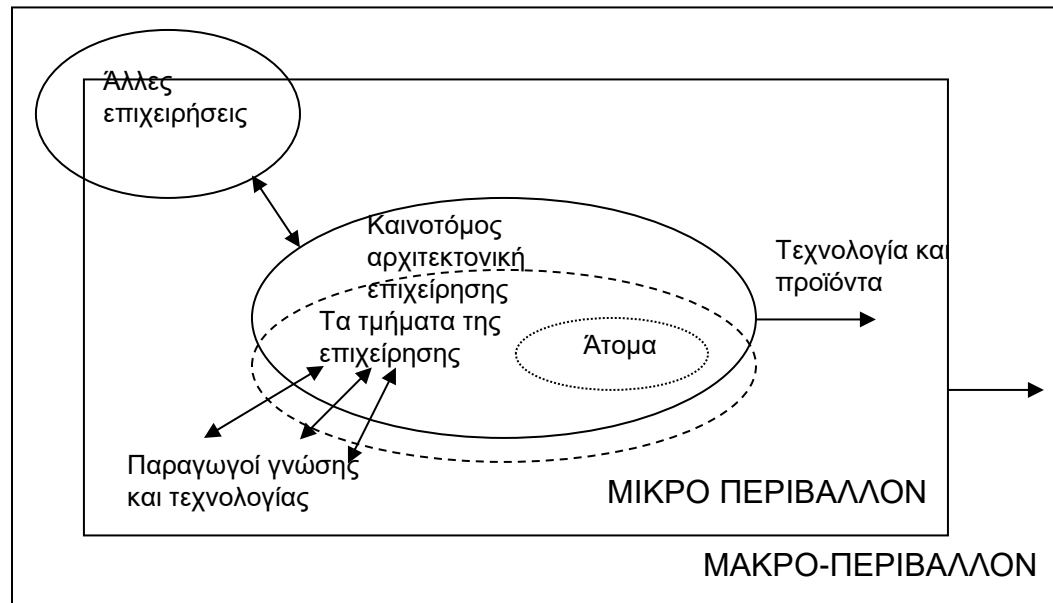 Άλλες
επιχειρήσεις
Καινοτόμος
αρχιτεκτονική
επιχείρησης
Τεχνολογία και
προϊόντα
Τα τμήματα της
επιχείρησης
Άτομα
Παραγωγοί γνώσης
και τεχνολογίας
ΜΙΚΡΟ ΠΕΡΙΒΑΛΛΟΝ
ΜΑΚΡΟ-ΠΕΡΙΒΑΛΛΟΝ